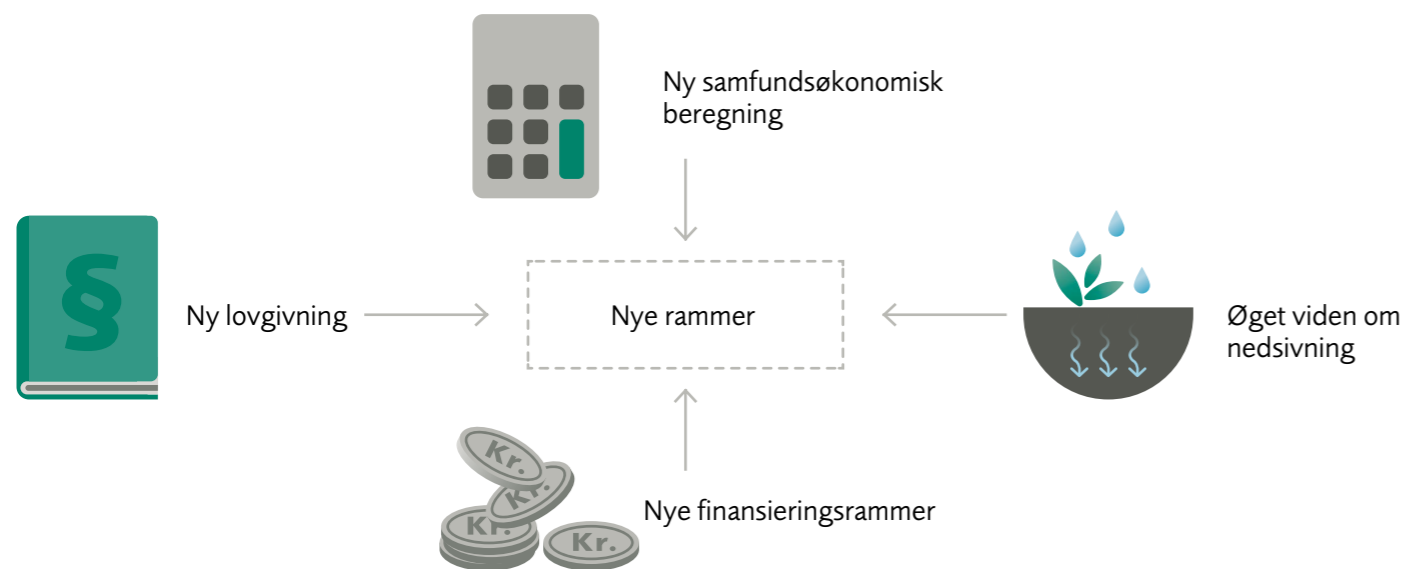 Ny samfundsøkonomisk
beregning
§
Ny lovgivning
Nye rammer
Øget viden om
nedsivning
Kr.
Kr.
Kr.
Kr.
Nye finansieringsrammer